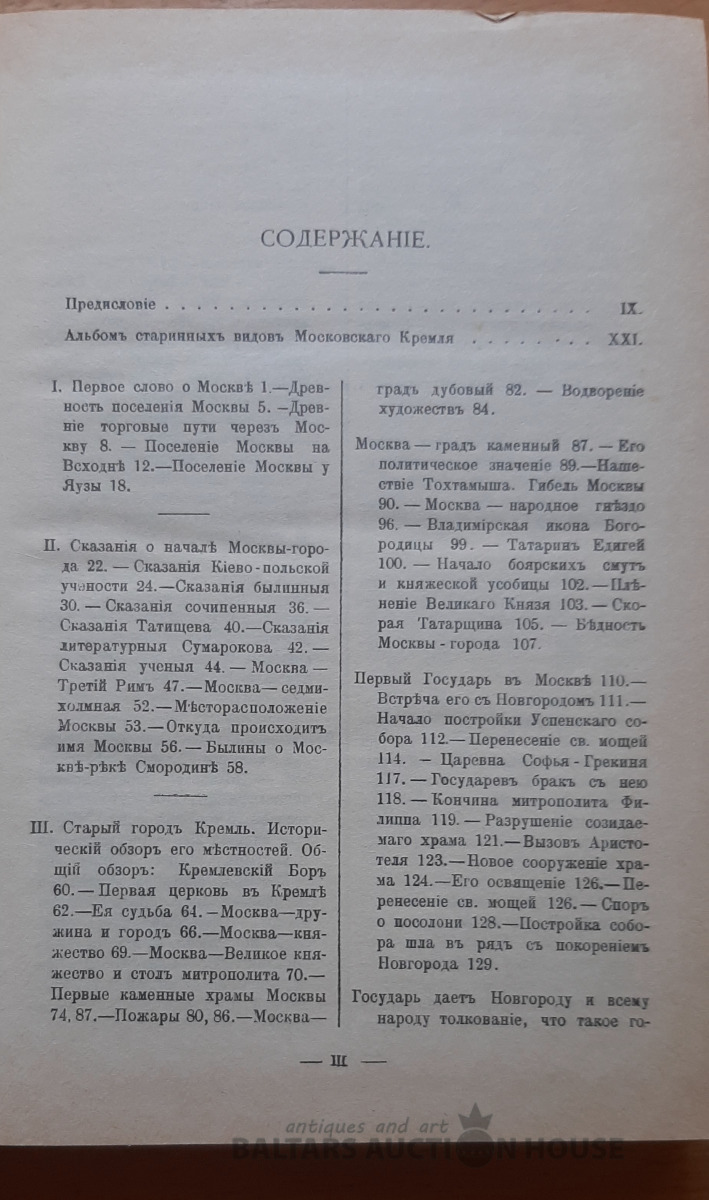 СОДЕРЖАНІЕ.
Предисловіе . . . . . . . . . . . . . . . . . . . . . . . . . IX.
Альбомъ старинныхъ видовъ Московскаго Кремля . . . . . . . . XXI.
I. Первое слово о Москвѣ 1.—Древ-
ность поселенія Москвы 5. —Древ-
ніе торговые пути черезъ Мос-
кву 8. — Поселеніе Москвы на
Всходнѣ 12.—Поселеніе Москвы у
Яузы 18.
II. Сказанія о началѣ Москвы-горо-
да 22. — Сказанія Кіево-польской
учености 24.—Сказанія былинныя
30. — Сказанія сочиненныя 36. —
Сказанія Татищева 40.—Сказанія
литературныя Сумарокова 42. —
Сказанія ученыя 44. — Москва —
Третій Римъ 47.—Москва—седми-
холмная 52.—Мѣсторасположеніе
Москвы 53.—Откуда происходитъ
имя Москвы 56. — Былины о Мос-
квѣ-рѣкѣ Смородинѣ 58.
III. Старый городъ Кремль. Истори-
ческій обзоръ его мѣстностей. Об-
щій обзоръ: Кремлевскій Боръ
60. — Первая церковь въ Кремлѣ
62.—Ея судьба 64. —Москва—дру-
жина и городъ 66.—Москва—кня-
жество 69.—Москва—Великое кня-
жество и столъ митрополита 70.—
Первые каменные храмы Москвы
74, 87.—Пожары 80, 86.—Москва—
градъ дубовый 82. — Водвореніе
художествъ 84.
Москва — градъ каменный 87. — Его
политическое значеніе 89.—Наше-
ствіе Тохтамыша. Гибель Москвы
90. — Москва — народное гнѣздо
96. — Владимірская икона Бого-
родицы 99. — Татаринъ Едигей
100. — Начало боярскихъ смутъ
и княжеской усобицы 102. — Плѣ-
неніе Великаго Князя 103. — Ско-
рая Татарщина 105. — Бѣдность
Москвы - города 107.
Первый Государь въ Москвѣ 110.—
Встрѣча его съ Новгородомъ 111.—
Начало постройки Успенскаго со-
бора 112.—Перенесеніе св. мощей
114. — Царевна Софья - Грекиня
117. — Государевъ бракъ съ нею
118. — Кончина митрополита Фи-
липпа 119. — Разрушеніе созидае-
маго храма 121.—Вызовъ Аристо-
теля 123.—Новое сооруженіе хра-
ма 124.—Его освященіе 126.—Пе-
ренесеніе св. мощей 126. — Споръ
о посолони 128.—Постройка собо-
ра шла въ рядъ съ покореніемъ
Новгорода 129.
Государь даетъ Новгороду и всему
народу толкованіе, что такое го-
— III —
antiques and art
BALTARS AUCTION HOUSE